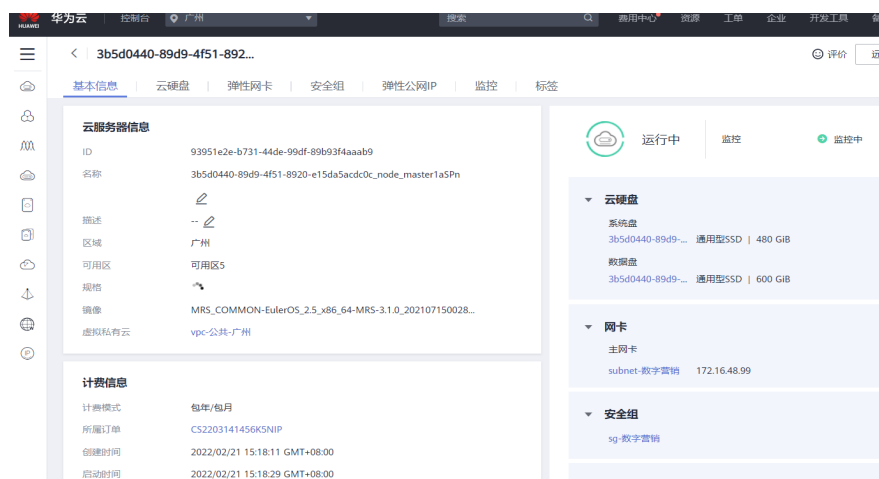 HUAWEI 华为云 控制台 广州 搜索 费用中心 资源 工单 企业 开发工具
3b5d0440-89d9-4f51-892... 评价
基本信息 云硬盘 弹性网卡 安全组 弹性公网IP 监控 标签
云服务器信息
ID 93951e2e-b731-44de-99df-89b93f4aaab9
名称 3b5d0440-89d9-4f51-8920-e15da5acdc0c_node_master1aSPn
描述 --
区域 广州
可用区 可用区5
规格
镜像 MRS_COMMON-EulerOS_2.5_x86_64-MRS-3.1.0_202107150028...
虚拟私有云 vpc-公共-广州
计费信息
计费模式 包年/包月
所属订单 CS2203141456K5NIP
创建时间 2022/02/21 15:18:11 GMT+08:00
启动时间 2022/02/21 15:18:29 GMT+08:00
运行中 监控 监控中
云硬盘
系统盘
3b5d0440-89d9-... 通用型SSD | 480 GiB
数据盘
3b5d0440-89d9-... 通用型SSD | 600 GiB
网卡
主网卡
subnet-数字营销 172.16.48.99
安全组
sg-数字营销